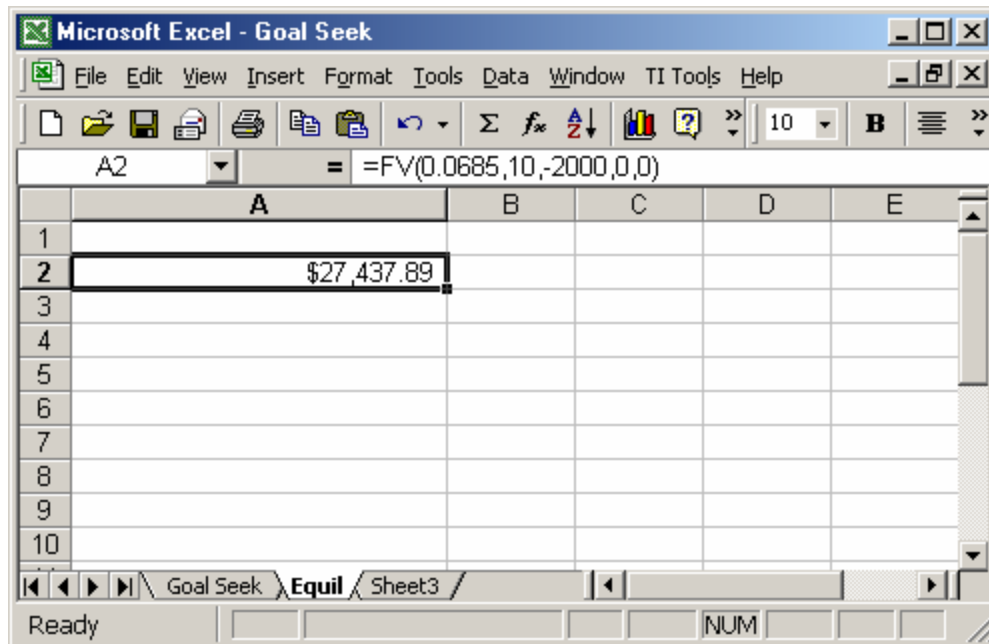 Microsoft Excel - Goal Seek
File Edit View Insert Format Tools Data Window TI Tools Help
10 B
A2 = =FV(0.0685,10,-2000,0,0)
A B C D E
1
2 $27,437.89
3
4
5
6
7
8
9
10
Goal Seek Equil Sheet3
Ready NUM